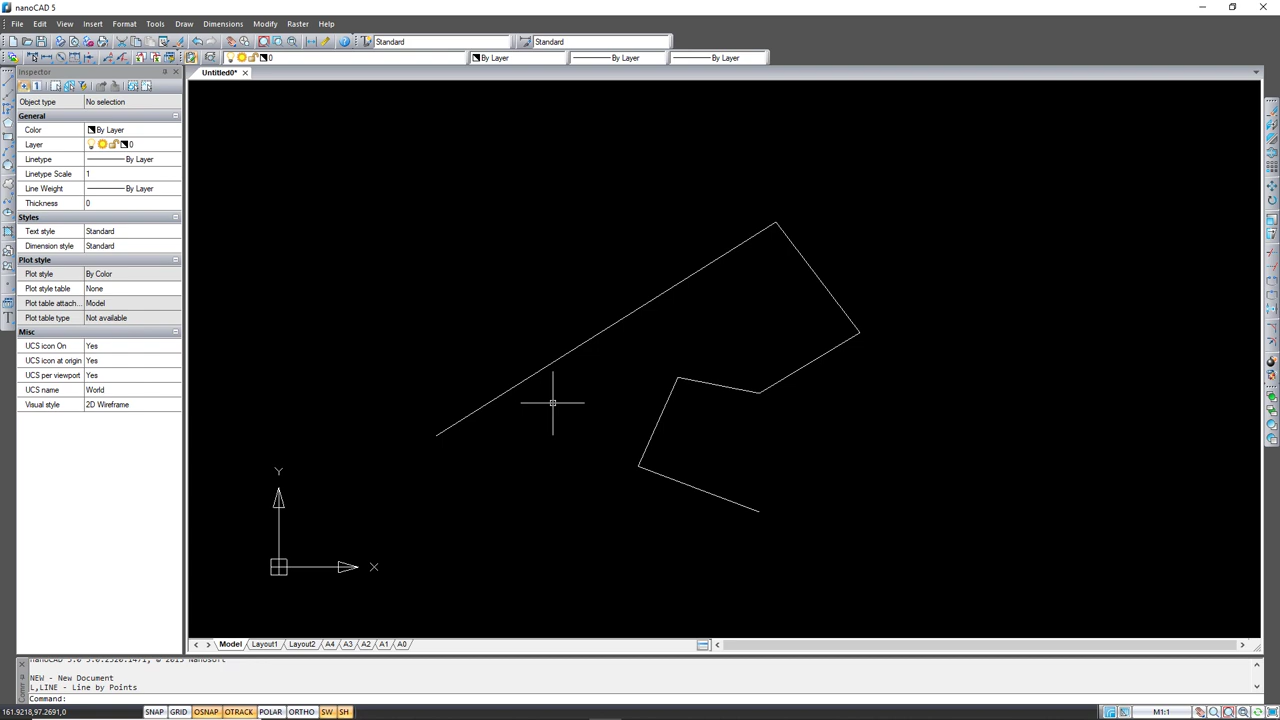 nanoCAD 5
File Edit View Insert Format Tools Draw Dimensions Modify Raster Help
Standard Standard
0 By Layer By Layer By Layer
Inspector Untitled0*
Object type No selection
General
Color By Layer
Layer 0
Linetype By Layer
Linetype Scale 1
Line Weight By Layer
Thickness 0
Styles
Text style Standard
Dimension style Standard
Plot style
Plot style By Color
Plot style table None
Plot table attach... Model
Plot table type Not available
Misc
UCS icon On Yes
UCS icon at origin Yes
UCS per viewport Yes
UCS name World
Visual style 2D Wireframe
Y
X
Model Layout1 Layout2 A4 A3 A2 A1 A0
NEW - New Document
L,LINE - Line by Points
Command:
161.9218,97.2691,0 SNAP GRID OSNAP OTRACK POLAR ORTHO SW SH M1:1